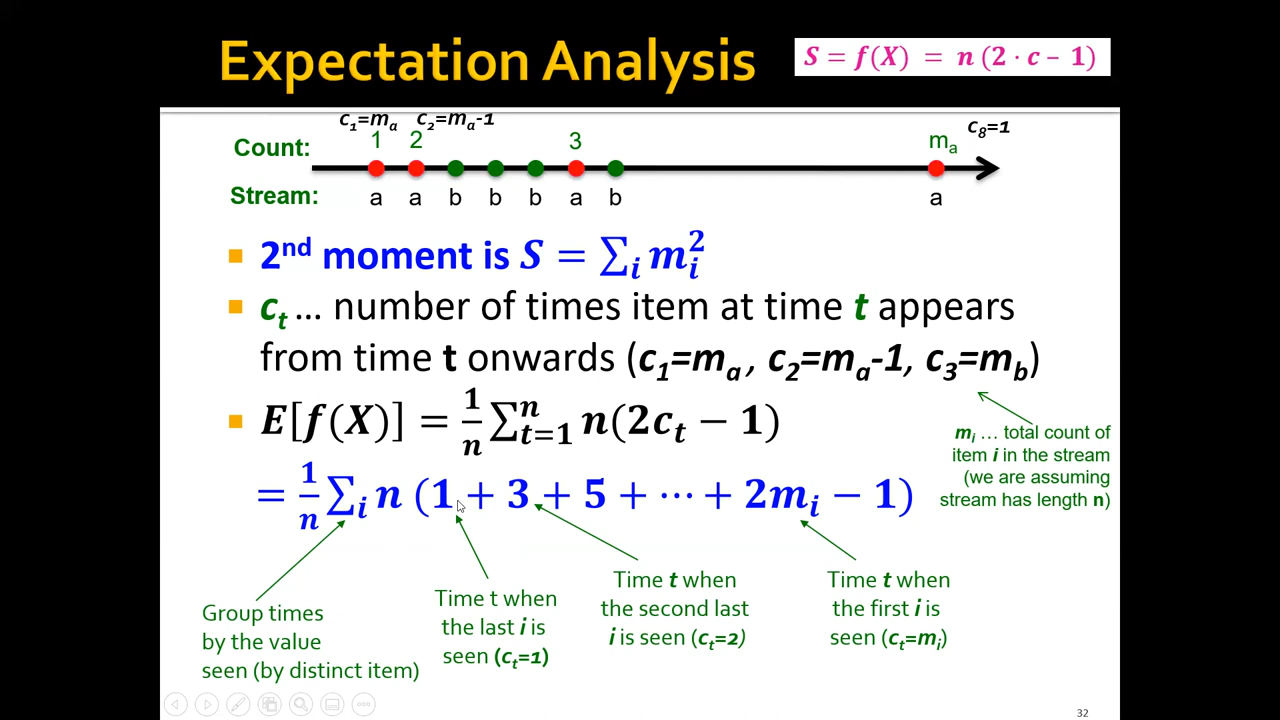 Expectation Analysis
S = f(X) = n (2 · c − 1)
c₁=mₐ c₂=mₐ-1
Count: 1 2 3 mₐ c₈=1
Stream: a a b b b a b a
2ⁿᵈ moment is S = ∑ᵢ mᵢ²
cₜ … number of times item at time t appears
from time t onwards (c₁=mₐ , c₂=mₐ-1, c₃=m_b)
E[f(X)] = 1/n ∑ₜ₌₁ⁿ n(2cₜ − 1)
mᵢ … total count of
item i in the stream
(we are assuming
stream has length n)
= 1/n ∑ᵢ n (1 + 3 + 5 + ⋯ + 2mᵢ − 1)
Group times
by the value
seen (by distinct item)
Time t when
the last i is
seen (cₜ=1)
Time t when
the second last
i is seen (cₜ=2)
Time t when
the first i is
seen (cₜ=mᵢ)
32